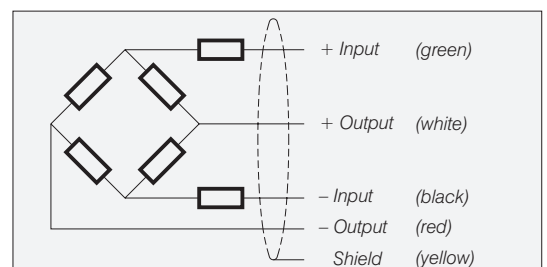 + Input (green)
+ Output (white)
– Input (black)
– Output (red)
Shield (yellow)